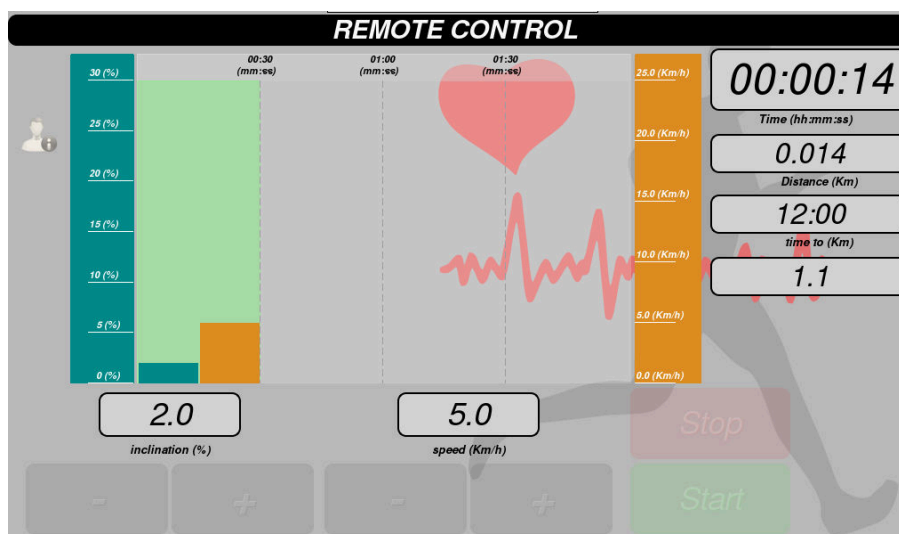 REMOTE CONTROL
00:30
(mm:ss)
01:00
(mm:ss)
01:30
(mm:ss)
30 (%)
25 (%)
20 (%)
15 (%)
10 (%)
5 (%)
0 (%)
25.0 (Km/h)
20.0 (Km/h)
15.0 (Km/h)
10.0 (Km/h)
5.0 (Km/h)
0.0 (Km/h)
00:00:14
Time (hh:mm:ss)
0.014
Distance (Km)
12:00
time to (Km)
1.1
2.0
inclination (%)
5.0
speed (Km/h)
Stop
- + - +
Start